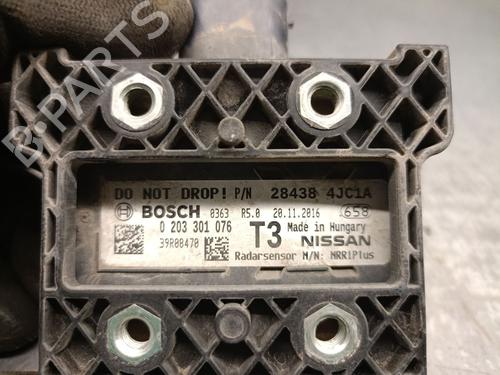 DO NOT DROP! P/N 28438 4JC1A
BOSCH 0363 R5.0 20.11.2016 658
0 203 301 076 T3 Made in Hungary
39R08470 NISSAN
Radarsensor M/N: MRR1Plus
B-PARTS